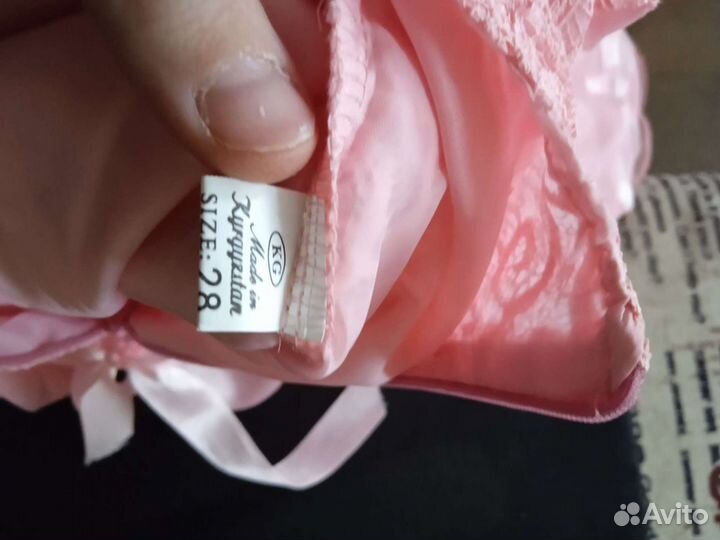 KG
Made in
Kyrgyzstan
SIZE: 28
Avito